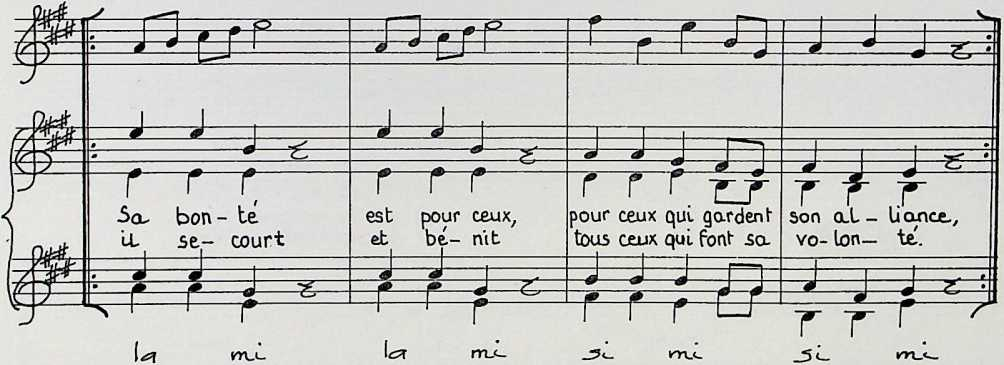 Sa bon-té est pour ceux, pour ceux qui gardent son al-liance,
il se-court et bé-nit tous ceux qui font sa vo-lon-té.
la mi la mi si mi si mi